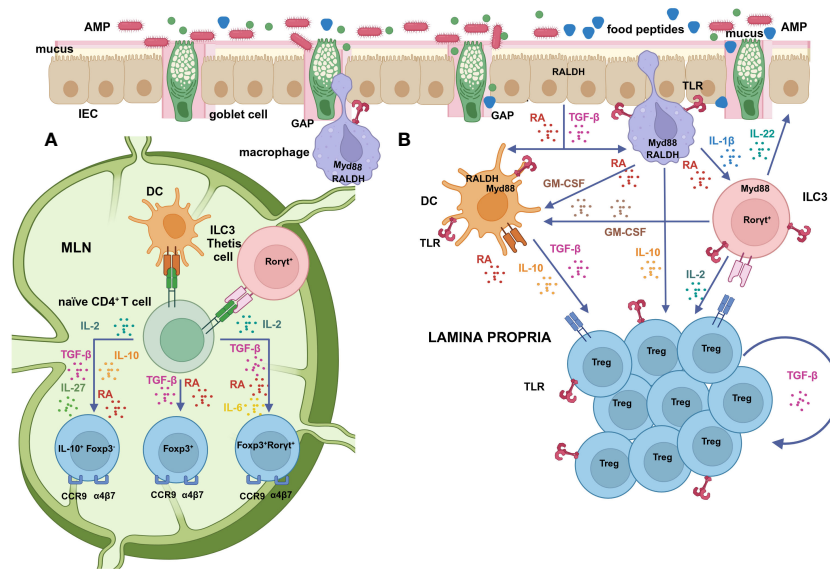 AMP
food peptides
mucus
AMP
mucus
RALDH
TLR
IEC
goblet cell
GAP
GAP
A
macrophage
Myd88
RALDH
B
RA
TGF-β
Myd88
RALDH
IL-1β
IL-22
RA
RA
DC
ILC3
Thetis
cell
MLN
Rorγt⁺
naïve CD4⁺ T cell
IL-2
IL-2
TGF-β
IL-10
IL-27
RA
TGF-β
RA
TGF-β
RA
IL-6
IL-10⁺ Foxp3⁻
Foxp3⁺
Foxp3⁺Rorγt⁺
CCR9 α4β7
CCR9 α4β7
CCR9 α4β7
RALDH
Myd88
DC
TLR
GM-CSF
GM-CSF
Myd88
Rorγt⁺
ILC3
RA
IL-10
TGF-β
IL-10
IL-2
LAMINA PROPRIA
TLR
Treg
Treg
Treg
Treg
Treg
Treg
Treg
Treg
Treg
TGF-β